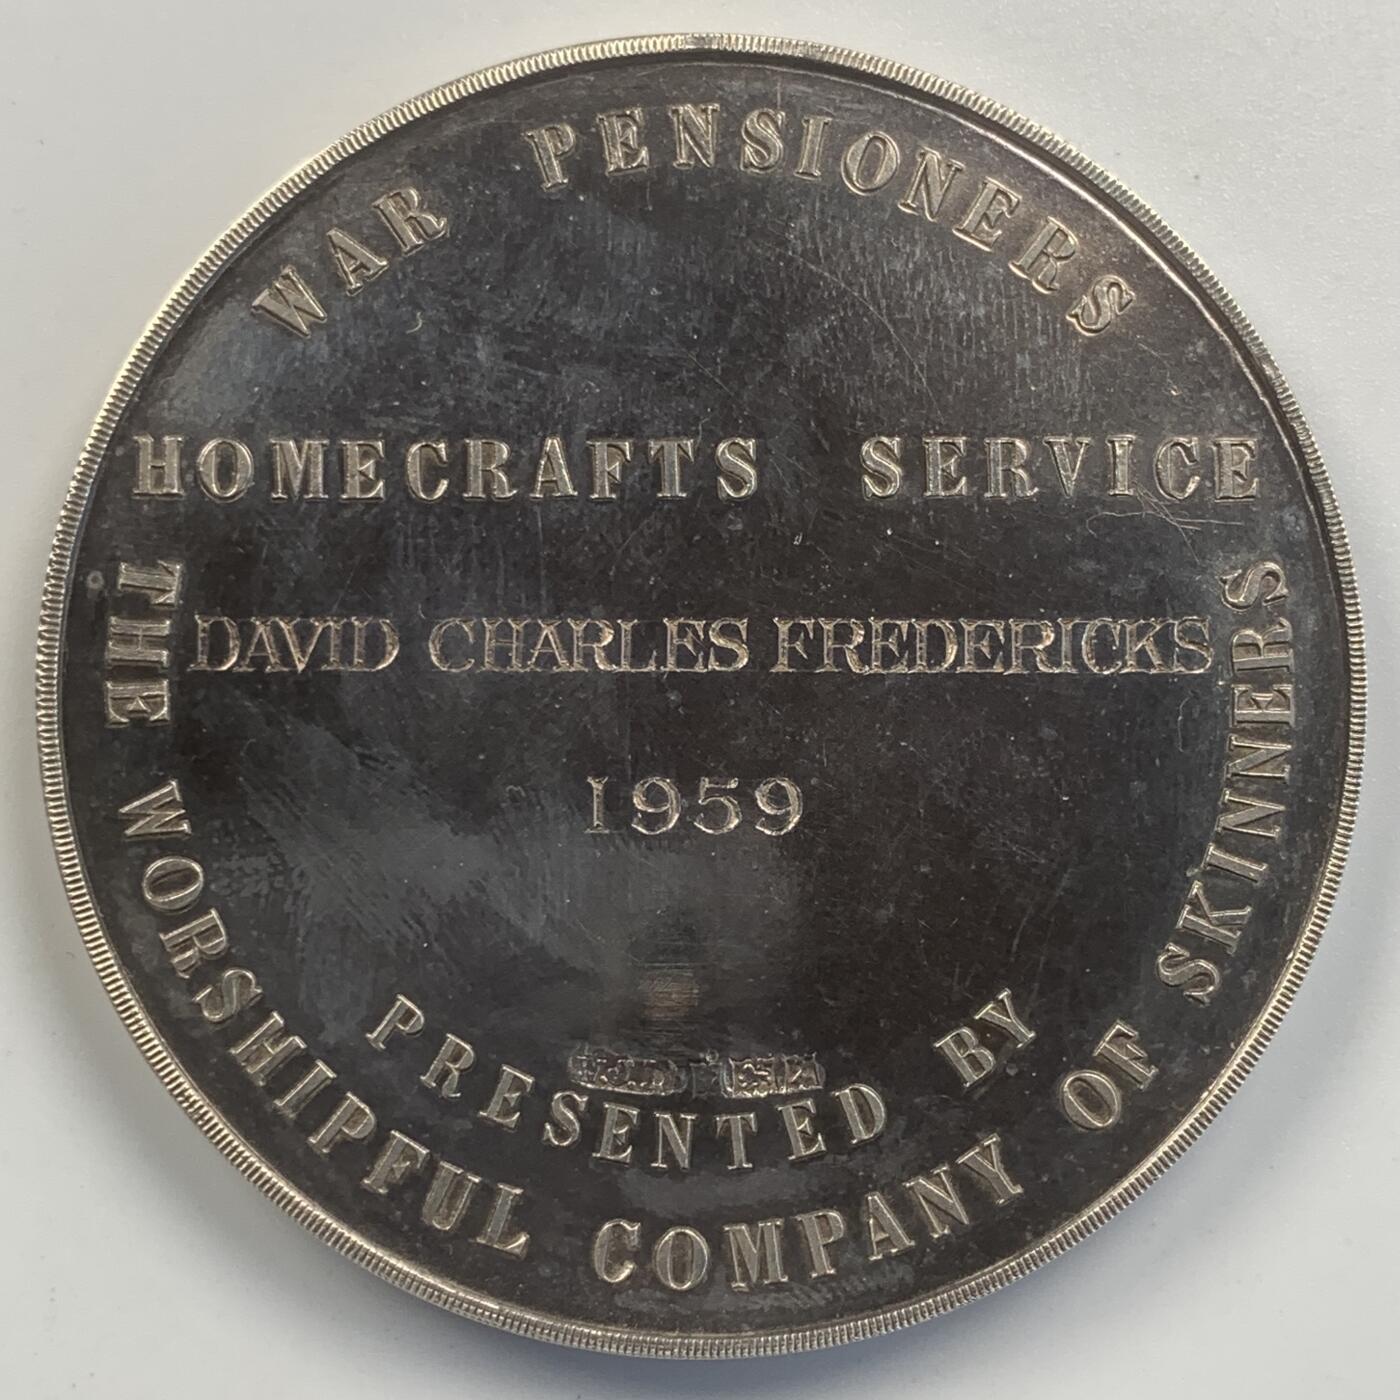 WAR PENSIONERS
HOMECRAFTS SERVICE
DAVID CHARLES FREDERICKS
1959
PRESENTED BY
THE WORSHIPFUL COMPANY OF SKINNERS